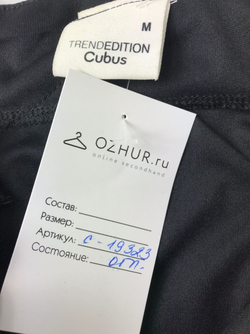 M
TRENDEDITION
Cubus
OZHUR.ru
online secondhand
Состав:
Размер:
Артикул: с-19323
Состояние: отл.